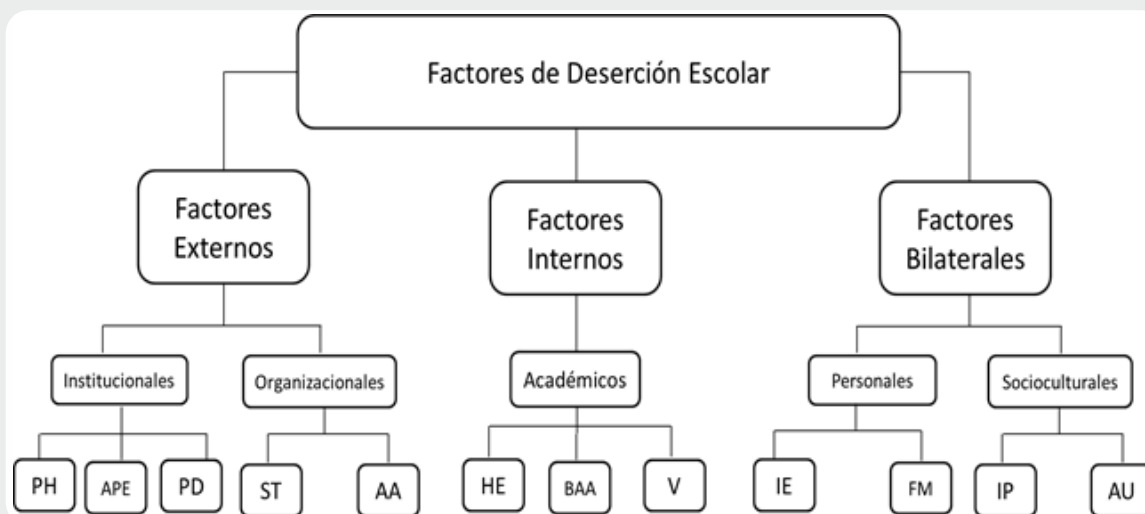 Factores de Deserción Escolar
Factores
Externos
Factores
Internos
Factores
Bilaterales
Institucionales
Organizacionales
Académicos
Personales
Socioculturales
PH
APE
PD
ST
AA
HE
BAA
V
IE
FM
IP
AU